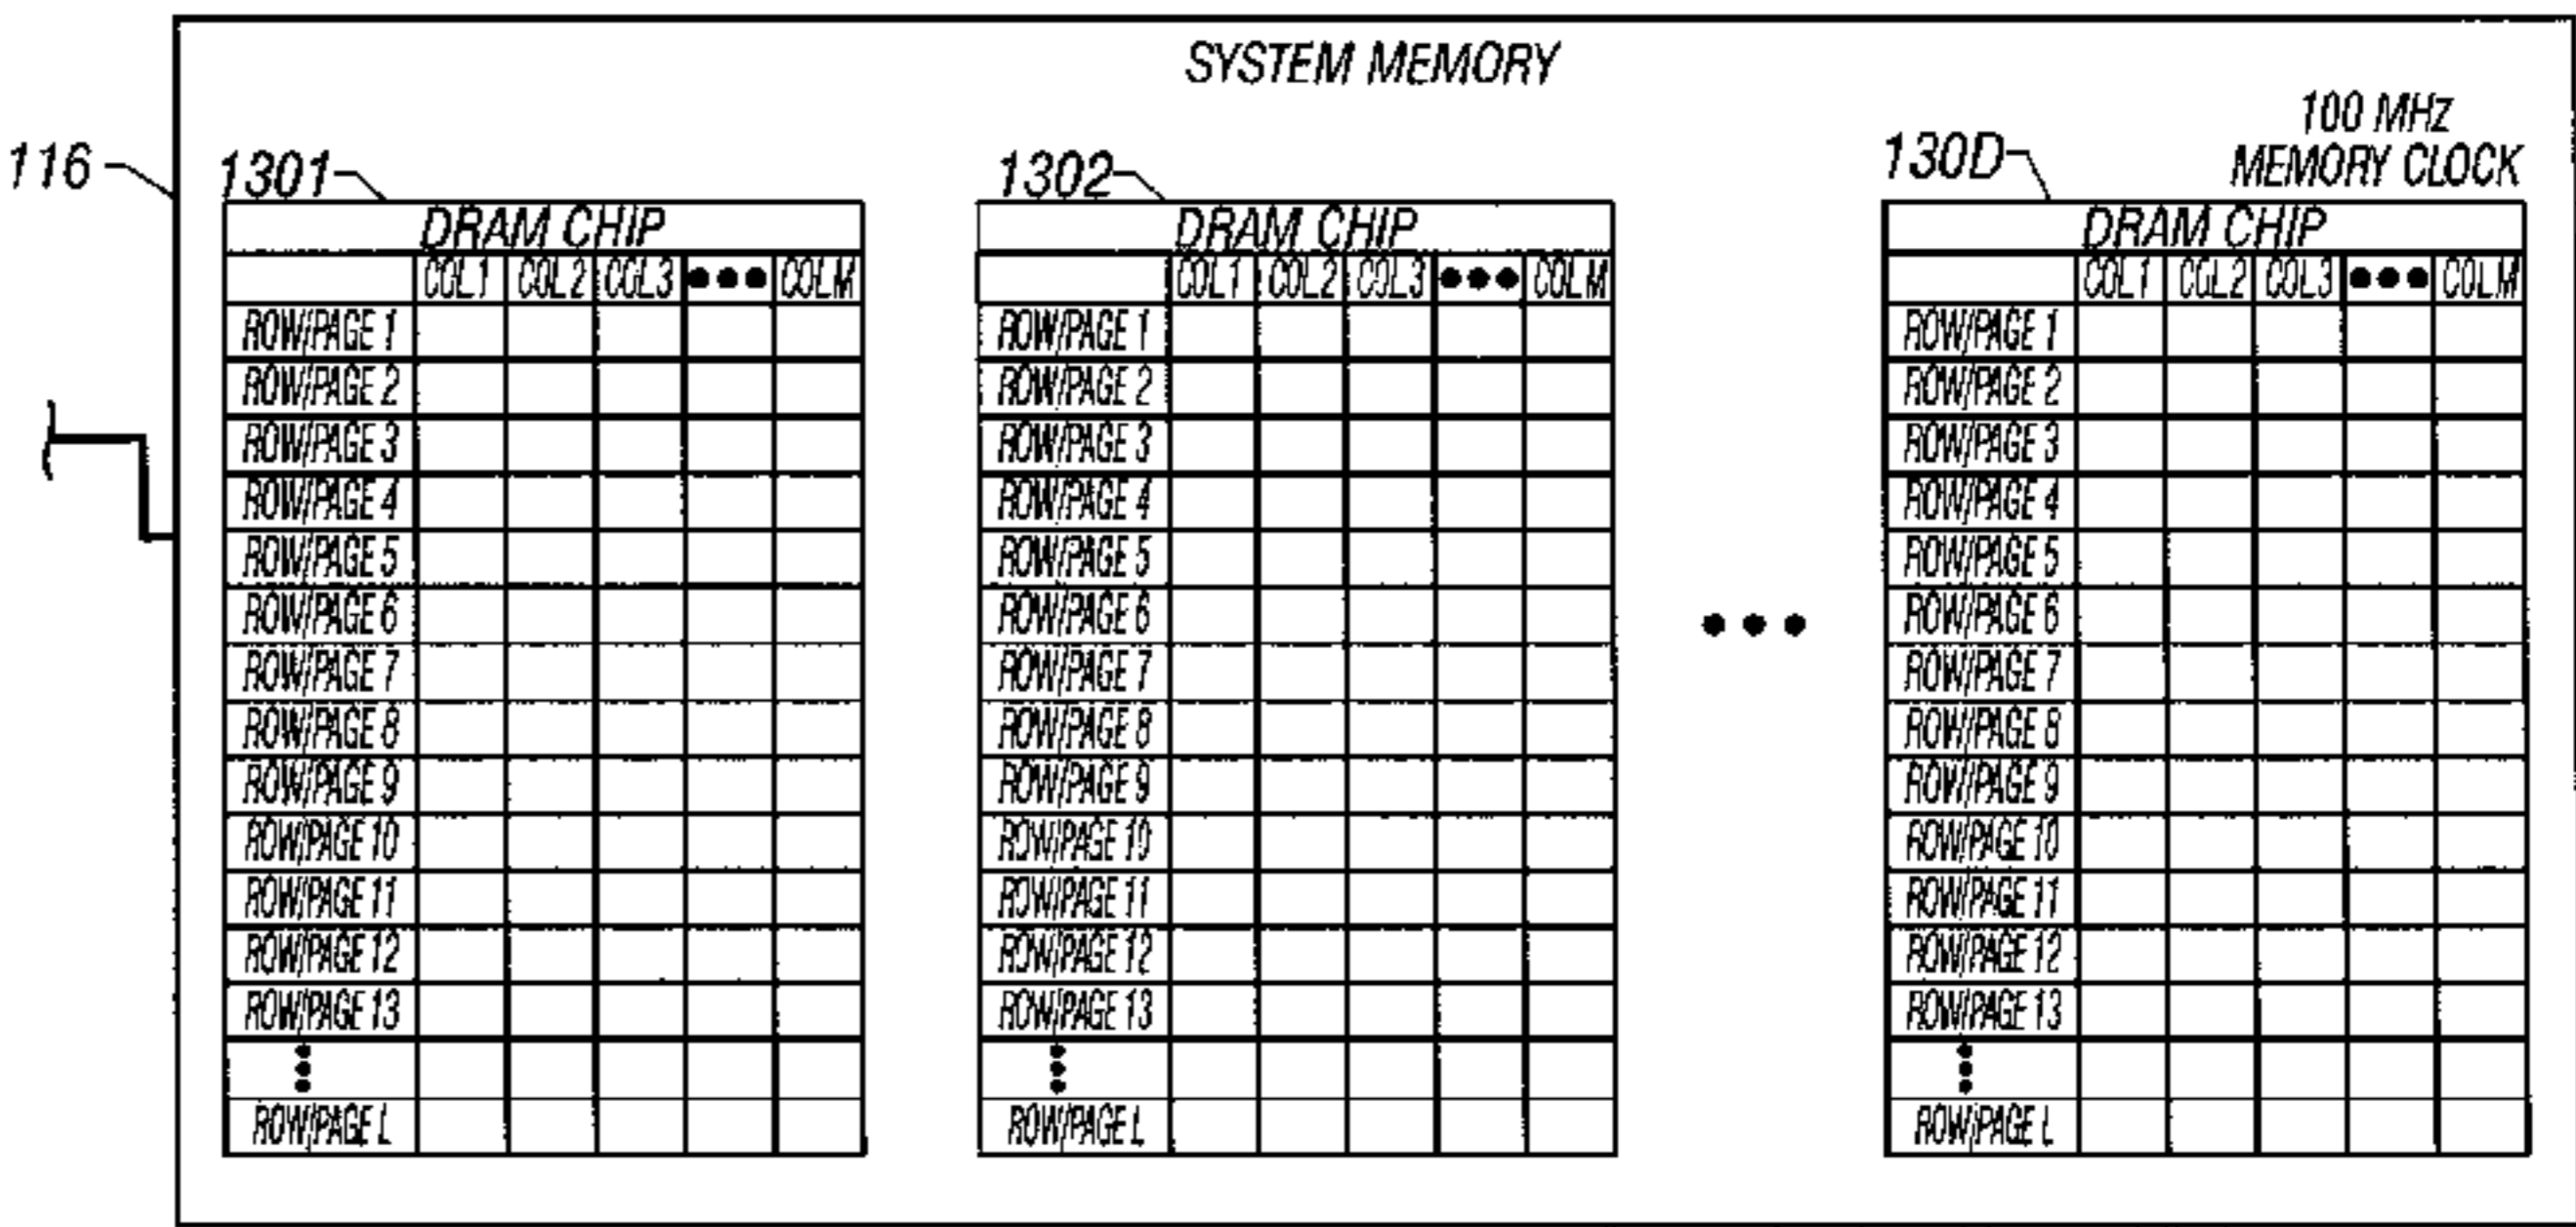 SYSTEM MEMORY
100 MHz
MEMORY CLOCK
116
1301
1302
130D
DRAM CHIP
COL1 COL2 COL3 ●●● COLM
ROW/PAGE 1
ROW/PAGE 2
ROW/PAGE 3
ROW/PAGE 4
ROW/PAGE 5
ROW/PAGE 6
ROW/PAGE 7
ROW/PAGE 8
ROW/PAGE 9
ROW/PAGE 10
ROW/PAGE 11
ROW/PAGE 12
ROW/PAGE 13
ROW/PAGE L
DRAM CHIP
COL1 COL2 COL3 ●●● COLM
ROW/PAGE 1
ROW/PAGE 2
ROW/PAGE 3
ROW/PAGE 4
ROW/PAGE 5
ROW/PAGE 6
ROW/PAGE 7
ROW/PAGE 8
ROW/PAGE 9
ROW/PAGE 10
ROW/PAGE 11
ROW/PAGE 12
ROW/PAGE 13
ROW/PAGE L
●●●
DRAM CHIP
COL1 COL2 COL3 ●●● COLM
ROW/PAGE 1
ROW/PAGE 2
ROW/PAGE 3
ROW/PAGE 4
ROW/PAGE 5
ROW/PAGE 6
ROW/PAGE 7
ROW/PAGE 8
ROW/PAGE 9
ROW/PAGE 10
ROW/PAGE 11
ROW/PAGE 12
ROW/PAGE 13
ROW/PAGE L